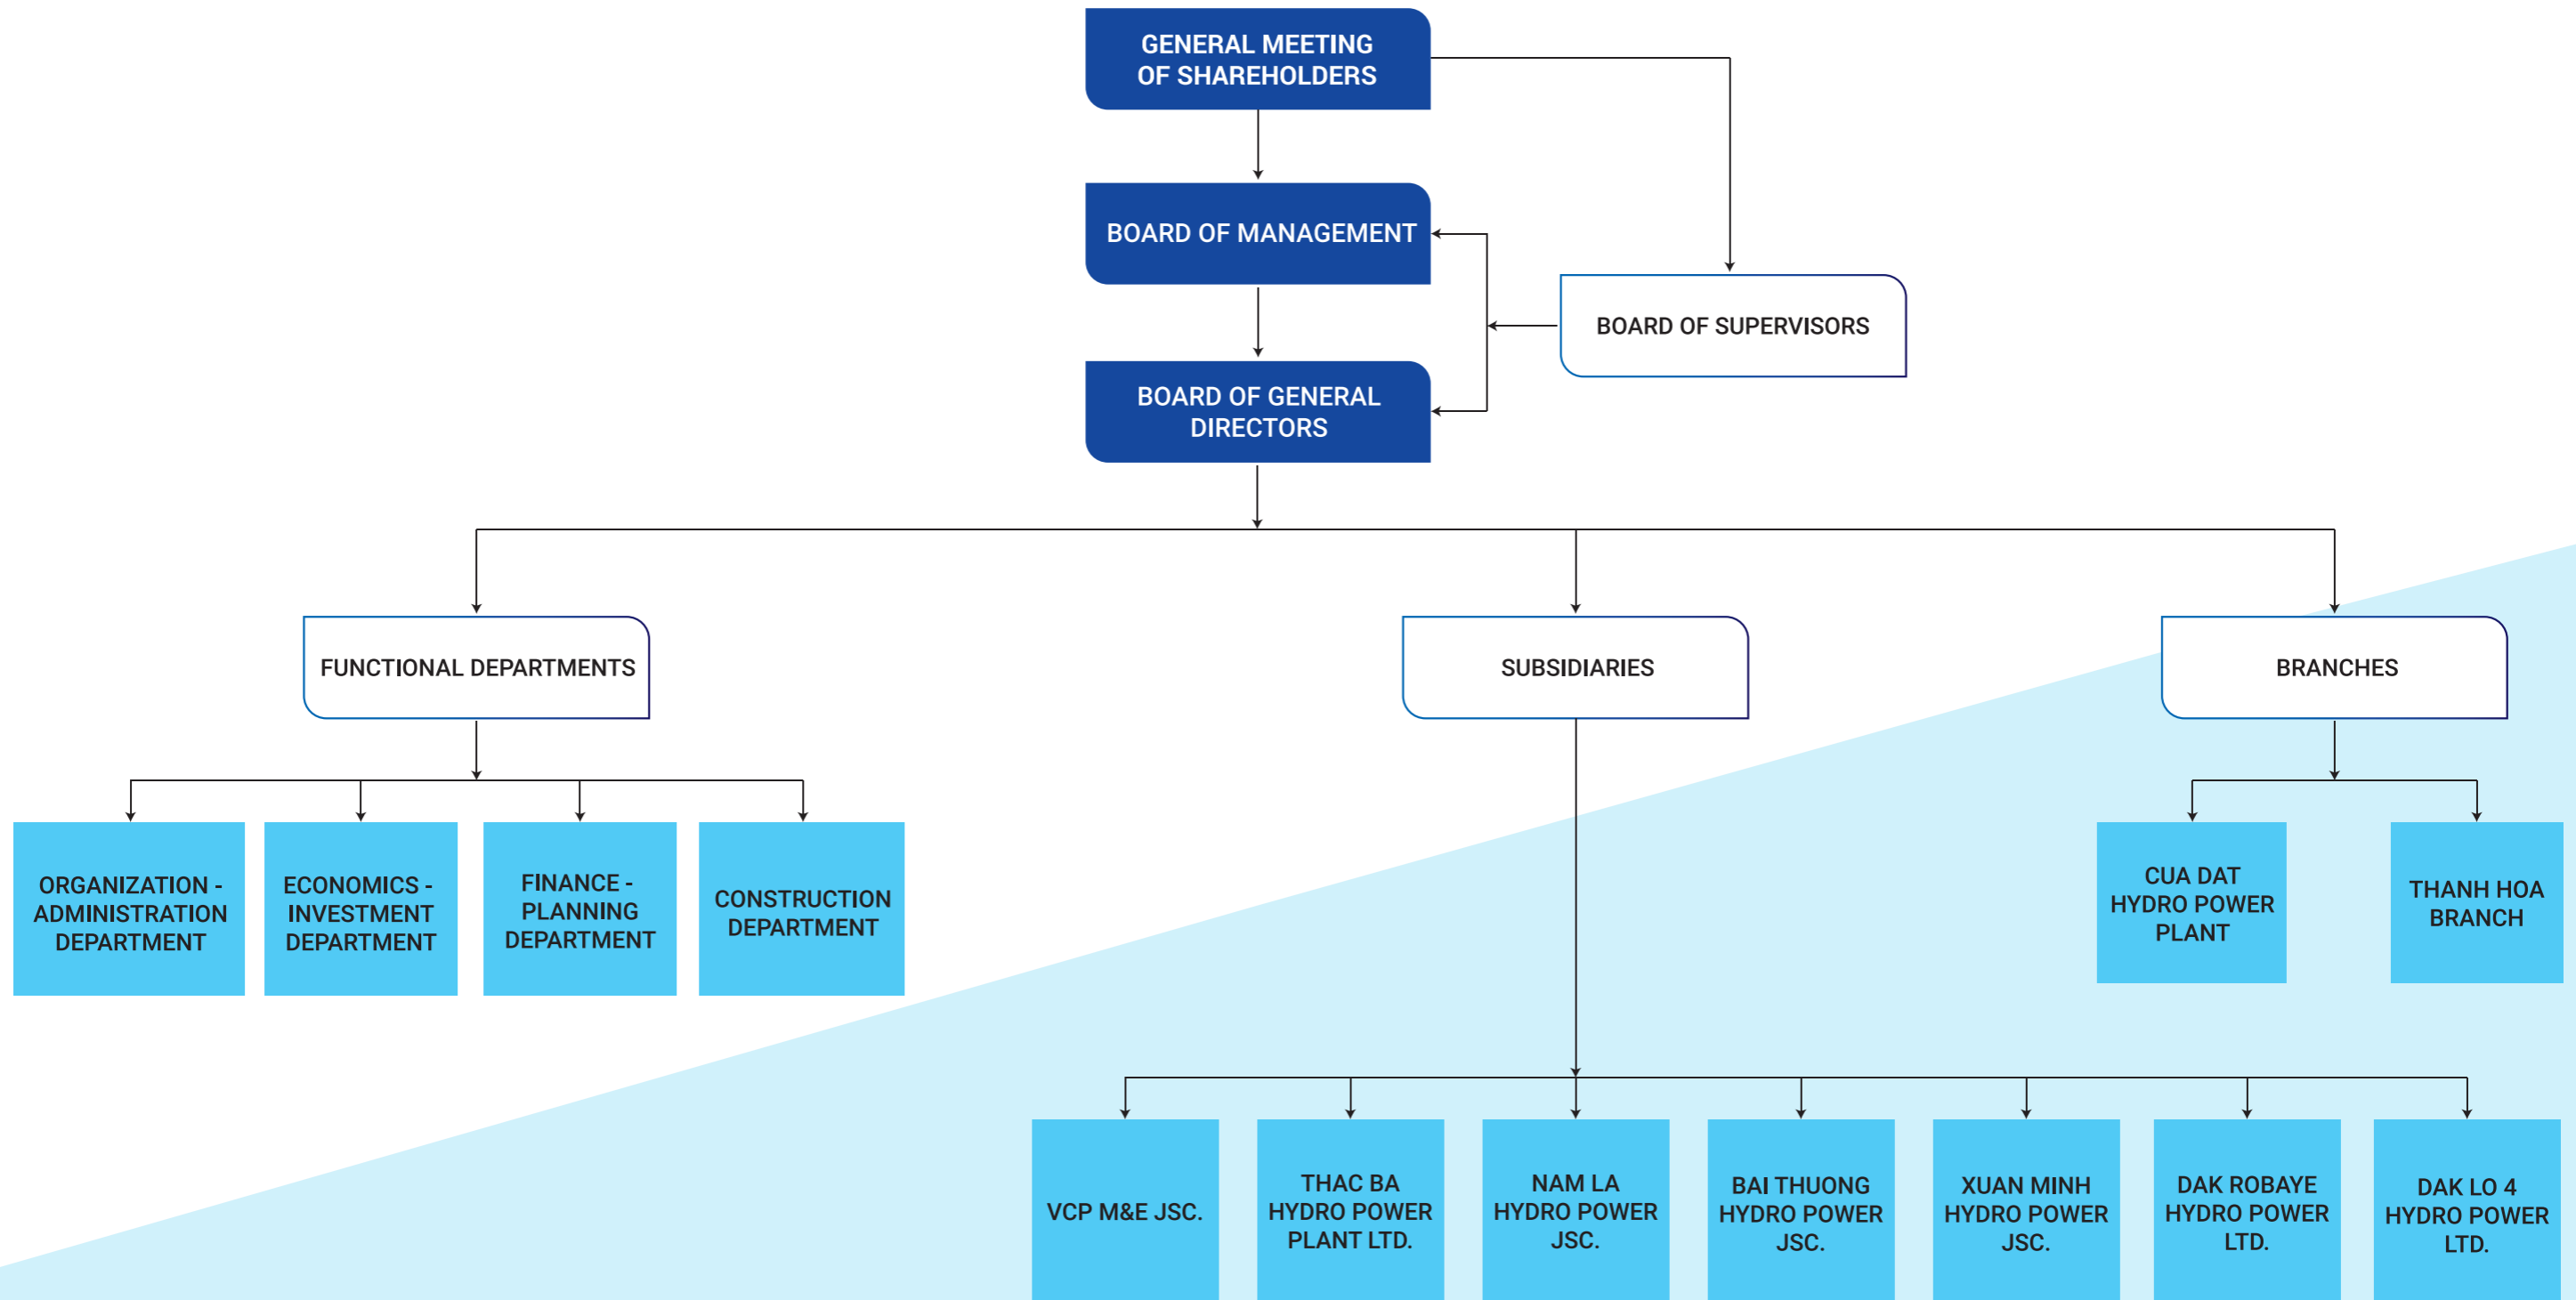 GENERAL MEETING
OF SHAREHOLDERS
BOARD OF MANAGEMENT
BOARD OF SUPERVISORS
BOARD OF GENERAL
DIRECTORS
FUNCTIONAL DEPARTMENTS
SUBSIDIARIES
BRANCHES
ORGANIZATION -
ADMINISTRATION
DEPARTMENT
ECONOMICS -
INVESTMENT
DEPARTMENT
FINANCE -
PLANNING
DEPARTMENT
CONSTRUCTION
DEPARTMENT
CUA DAT
HYDRO POWER
PLANT
THANH HOA
BRANCH
VCP M&E JSC.
THAC BA
HYDRO POWER
PLANT LTD.
NAM LA
HYDRO POWER
JSC.
BAI THUONG
HYDRO POWER
JSC.
XUAN MINH
HYDRO POWER
JSC.
DAK ROBAYE
HYDRO POWER
LTD.
DAK LO 4
HYDRO POWER
LTD.